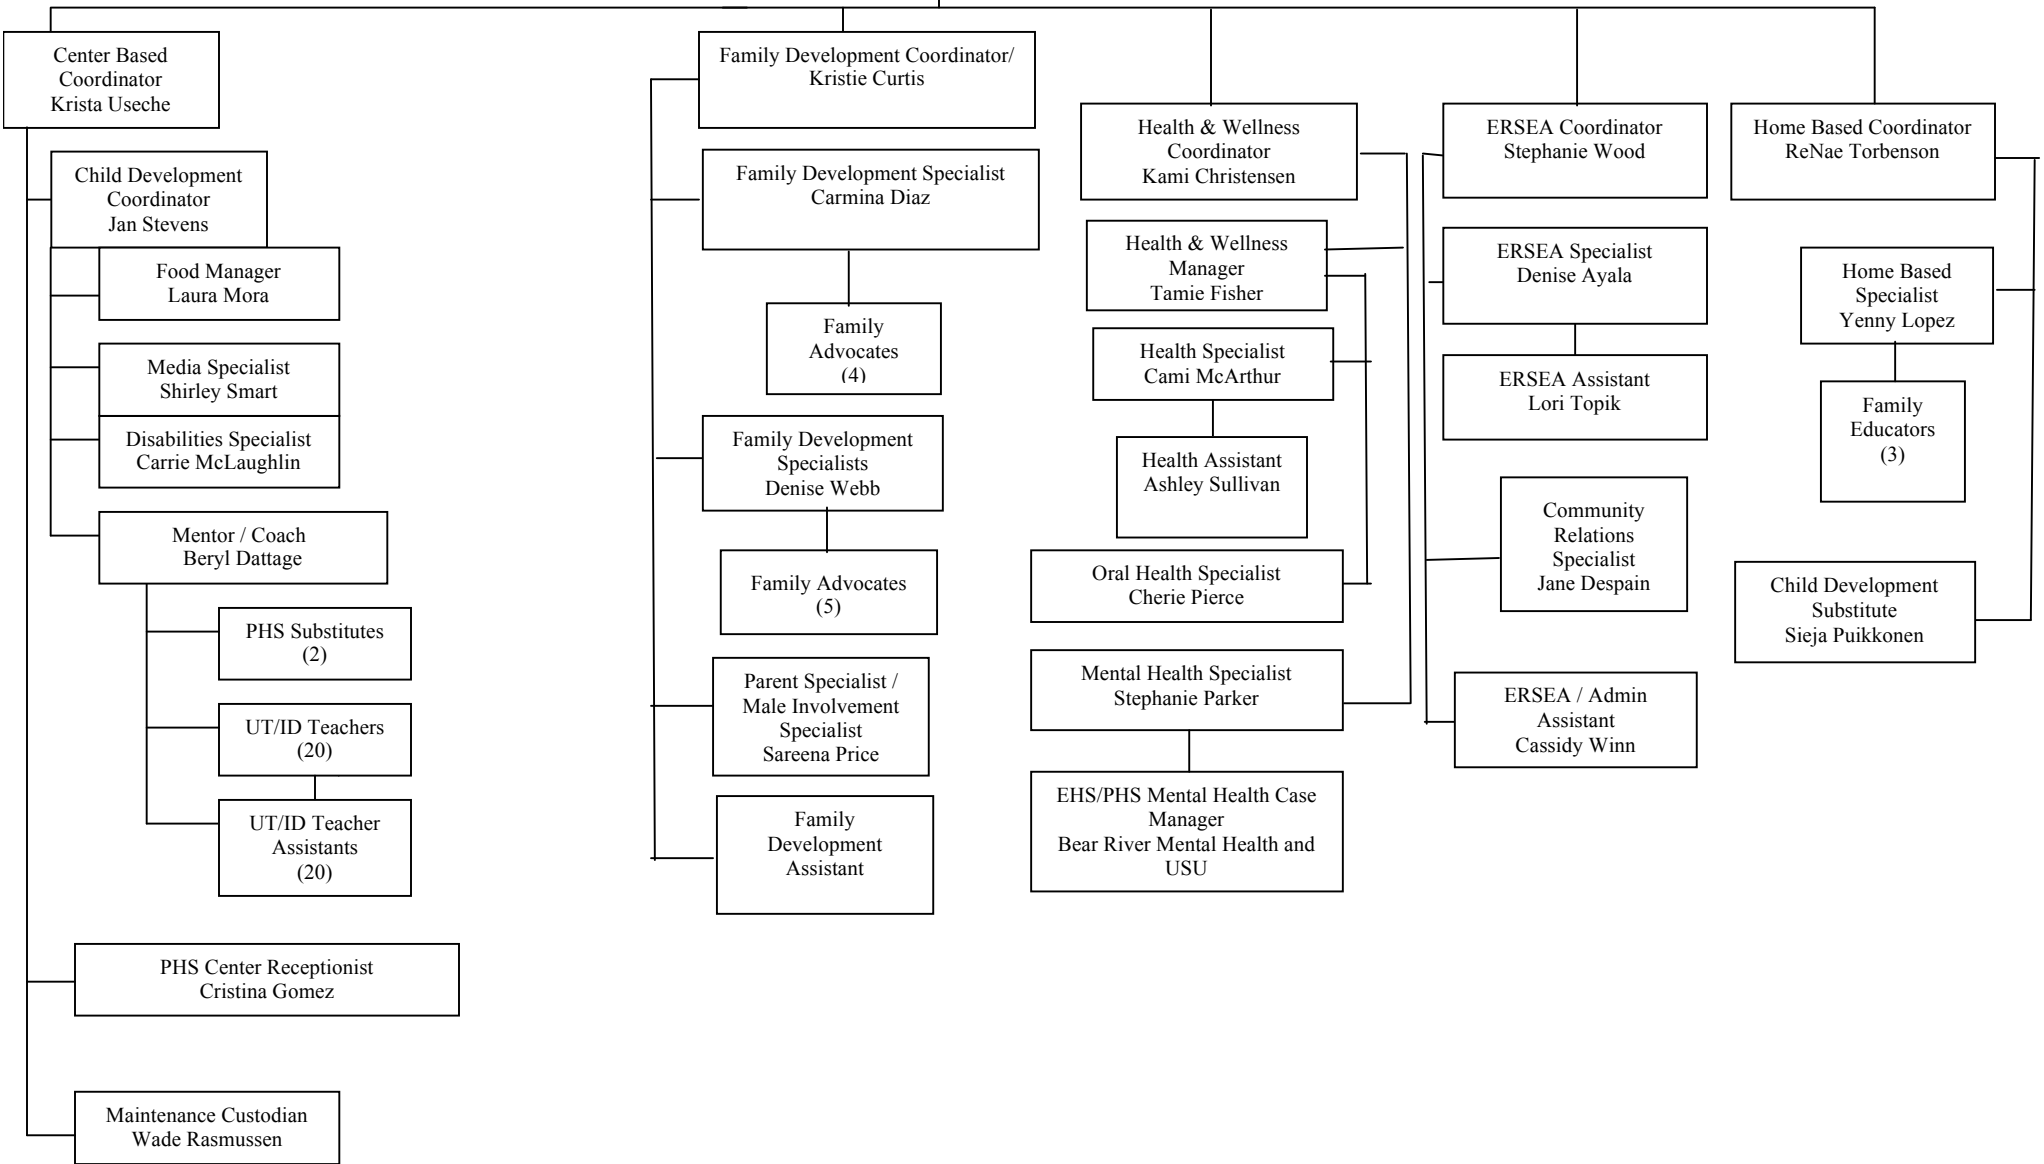 Center Based
Coordinator
Krista Useche
Child Development
Coordinator
Jan Stevens
Food Manager
Laura Mora
Media Specialist
Shirley Smart
Disabilities Specialist
Carrie McLaughlin
Mentor / Coach
Beryl Dattage
PHS Substitutes
(2)
UT/ID Teachers
(20)
UT/ID Teacher
Assistants
(20)
PHS Center Receptionist
Cristina Gomez
Maintenance Custodian
Wade Rasmussen
Family Development Coordinator/
Kristie Curtis
Family Development Specialist
Carmina Diaz
Family
Advocates
(4)
Family Development
Specialists
Denise Webb
Family Advocates
(5)
Parent Specialist /
Male Involvement
Specialist
Sareena Price
Family
Development
Assistant
Health & Wellness
Coordinator
Kami Christensen
Health & Wellness
Manager
Tamie Fisher
Health Specialist
Cami McArthur
Health Assistant
Ashley Sullivan
Oral Health Specialist
Cherie Pierce
Mental Health Specialist
Stephanie Parker
EHS/PHS Mental Health Case
Manager
Bear River Mental Health and
USU
ERSEA Coordinator
Stephanie Wood
ERSEA Specialist
Denise Ayala
ERSEA Assistant
Lori Topik
Community
Relations
Specialist
Jane Despain
ERSEA / Admin
Assistant
Cassidy Winn
Home Based Coordinator
ReNae Torbenson
Home Based
Specialist
Yenny Lopez
Family
Educators
(3)
Child Development
Substitute
Sieja Puikkonen